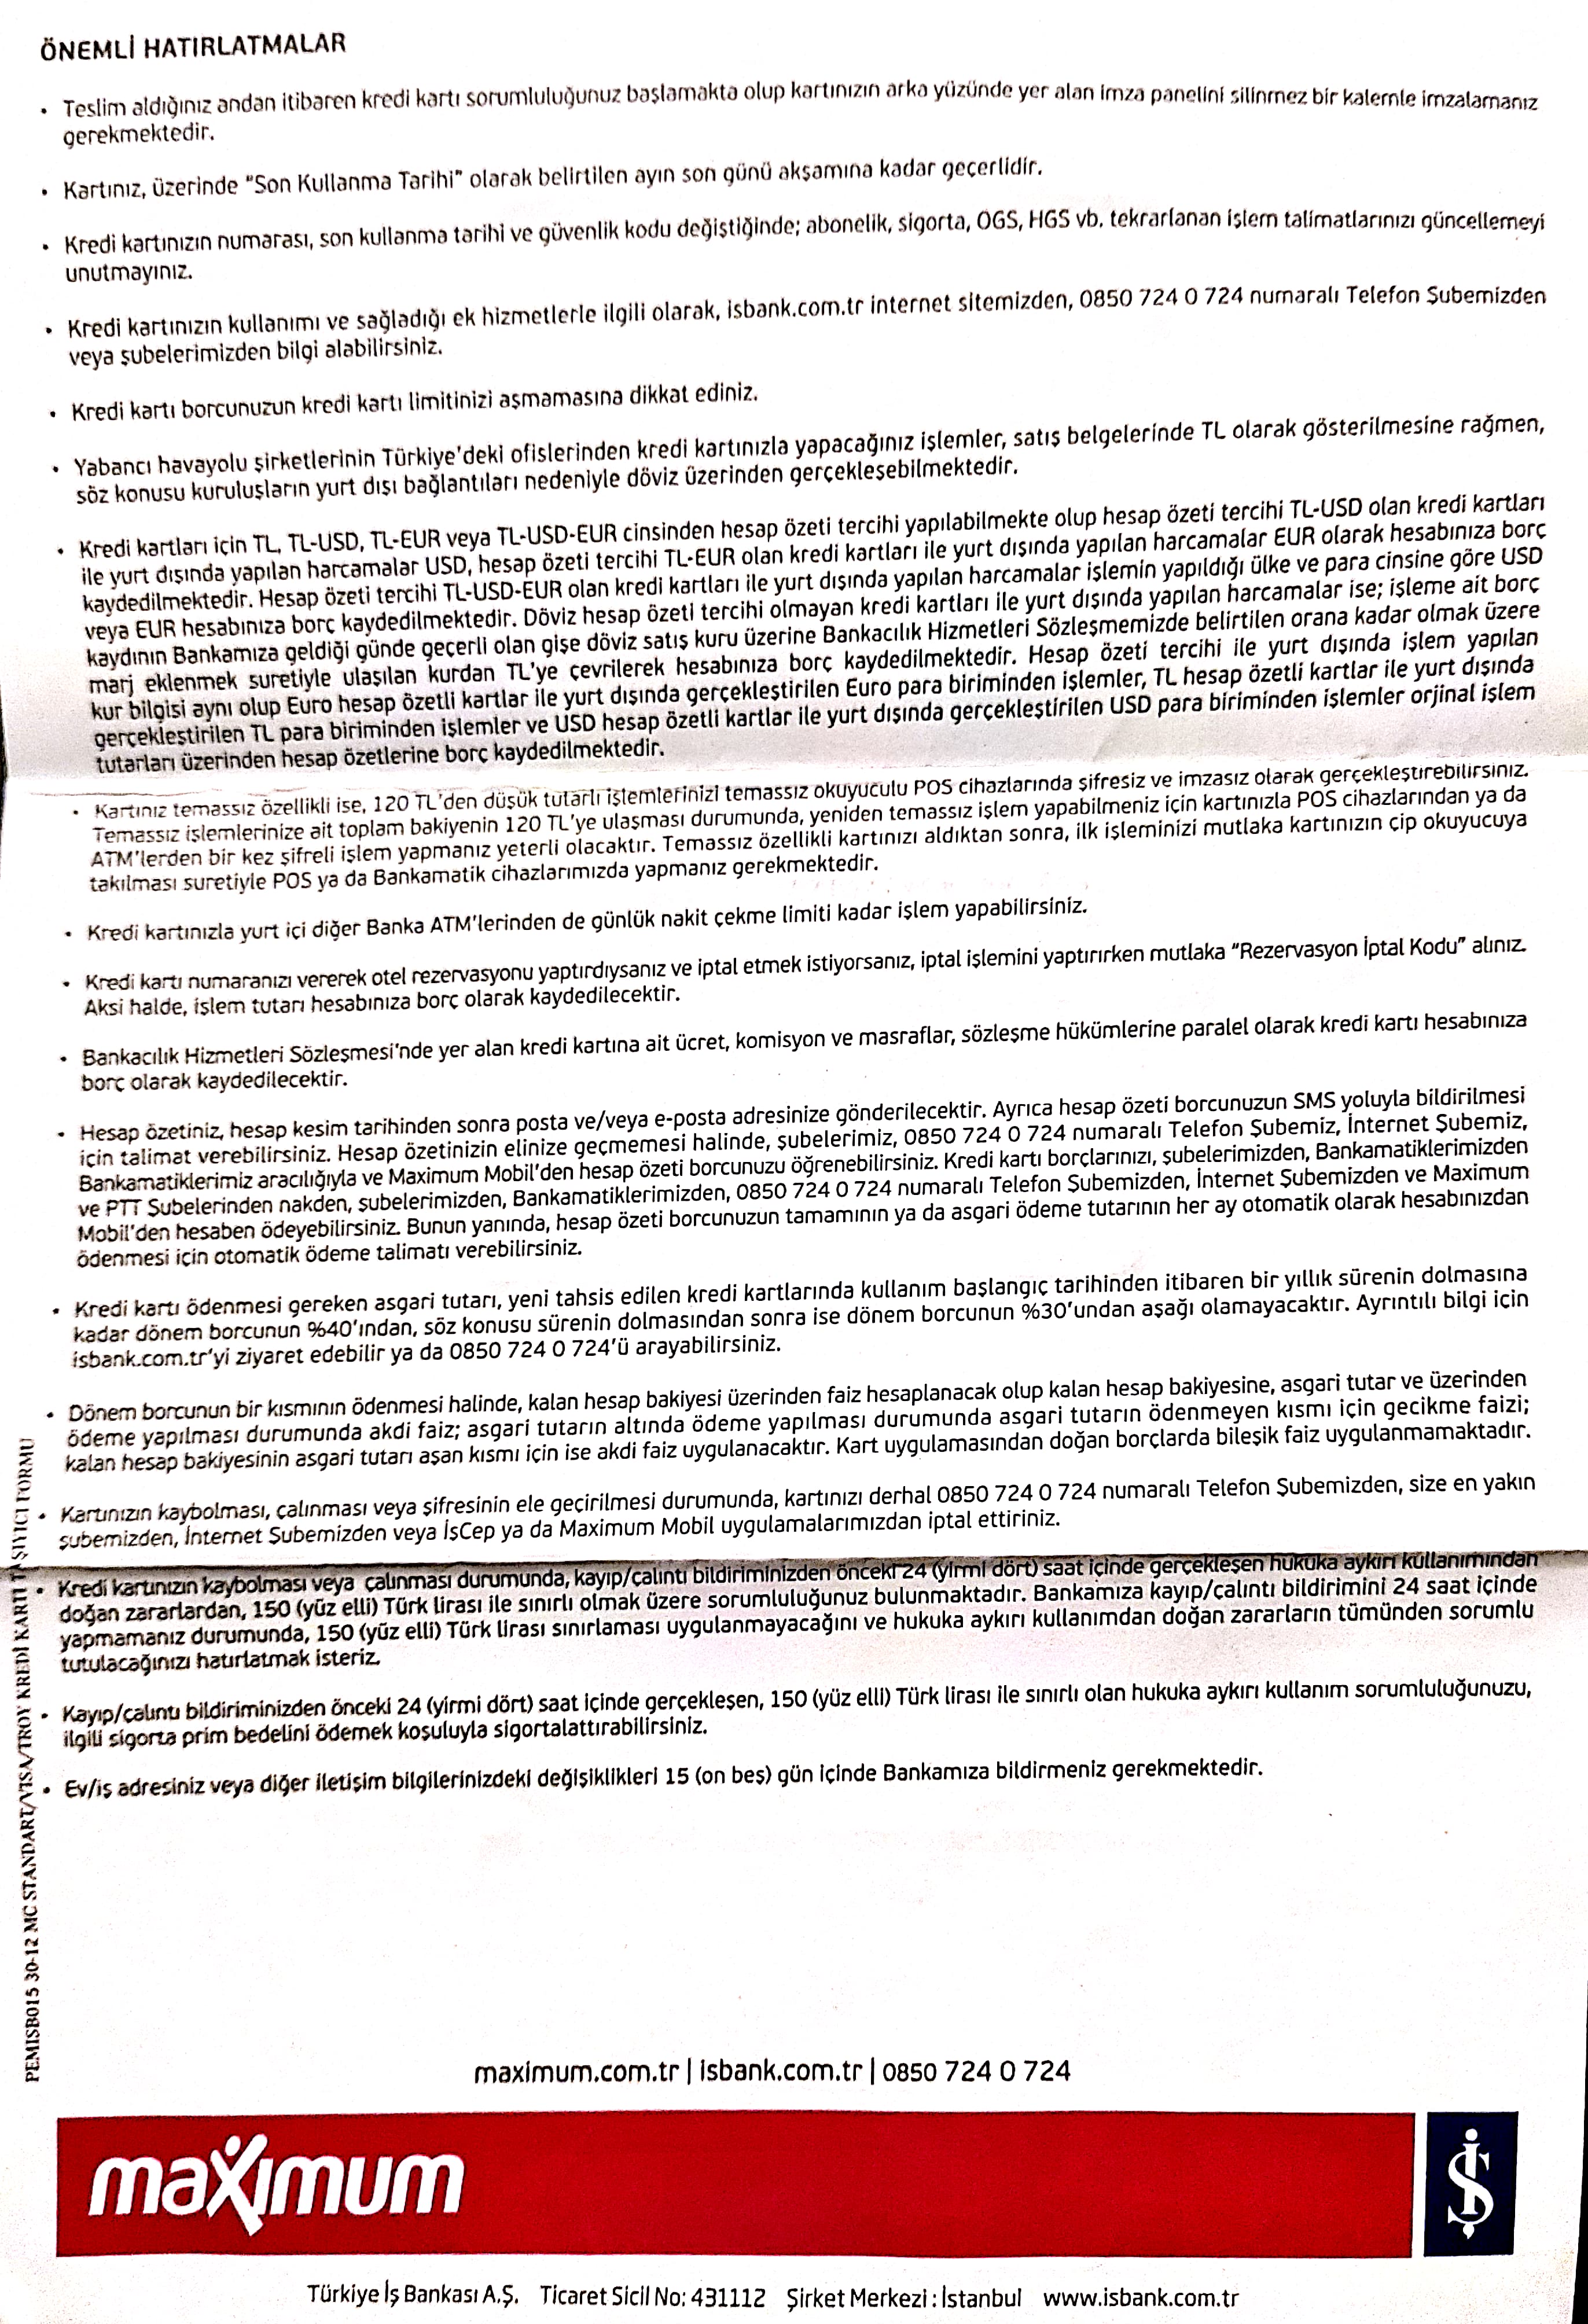 ÖNEMLİ HATIRLATMALAR
• Teslim aldığınız andan itibaren kredi kartı sorumluluğunuz başlamakta olup kartınızın arka yüzünde yer alan imza panelini silinmez bir kalemle imzalamanız
gerekmektedir.
• Kartınız, üzerinde “Son Kullanma Tarihi” olarak belirtilen ayın son günü akşamına kadar geçerlidir.
• Kredi kartınızın numarası, son kullanma tarihi ve güvenlik kodu değiştiğinde; abonelik, sigorta, OGS, HGS vb. tekrarlanan işlem talimatlarınızı güncellemeyi
unutmayınız.
• Kredi kartınızın kullanımı ve sağladığı ek hizmetlerle ilgili olarak, isbank.com.tr internet sitemizden, 0850 724 0 724 numaralı Telefon Şubemizden
veya şubelerimizden bilgi alabilirsiniz.
• Kredi kartı borcunuzun kredi kartı limitinizi aşmamasına dikkat ediniz.
• Yabancı havayolu şirketlerinin Türkiye’deki ofislerinden kredi kartınızla yapacağınız işlemler, satış belgelerinde TL olarak gösterilmesine rağmen,
söz konusu kuruluşların yurt dışı bağlantıları nedeniyle döviz üzerinden gerçekleşebilmektedir.
• Kredi kartları için TL, TL-USD, TL-EUR veya TL-USD-EUR cinsinden hesap özeti tercihi yapılabilmekte olup hesap özeti tercihi TL-USD olan kredi kartları
ile yurt dışında yapılan harcamalar USD, hesap özeti tercihi TL-EUR olan kredi kartları ile yurt dışında yapılan harcamalar EUR olarak hesabınıza borç
kaydedilmektedir. Hesap özeti tercihi TL-USD-EUR olan kredi kartları ile yurt dışında yapılan harcamalar işlemin yapıldığı ülke ve para cinsine göre USD
veya EUR hesabınıza borç kaydedilmektedir. Döviz hesap özeti tercihi olmayan kredi kartları ile yurt dışında yapılan harcamalar ise; işleme ait borç
kaydının Bankamıza geldiği günde geçerli olan gişe döviz satış kuru üzerine Bankacılık Hizmetleri Sözleşmemizde belirtilen orana kadar olmak üzere
marj eklenmek suretiyle ulaşılan kurdan TL’ye çevrilerek hesabınıza borç kaydedilmektedir. Hesap özeti tercihi ile yurt dışında işlem yapılan
kur bilgisi aynı olup Euro hesap özetli kartlar ile yurt dışında gerçekleştirilen Euro para biriminden işlemler, TL hesap özetli kartlar ile yurt dışında
gerçekleştirilen TL para biriminden işlemler ve USD hesap özetli kartlar ile yurt dışında gerçekleştirilen USD para biriminden işlemler orjinal işlem
tutarları üzerinden hesap özetlerine borç kaydedilmektedir.
• Kartınız temassız özellikli ise, 120 TL’den düşük tutarlı işlemlerinizi temassız okuyuculu POS cihazlarında şifresiz ve imzasız olarak gerçekleştirebilirsiniz.
Temassız işlemlerinize ait toplam bakiyenin 120 TL’ye ulaşması durumunda, yeniden temassız işlem yapabilmeniz için kartınızla POS cihazlarından ya da
ATM’lerden bir kez şifreli işlem yapmanız yeterli olacaktır. Temassız özellikli kartınızı aldıktan sonra, ilk işleminizi mutlaka kartınızın çip okuyucuya
takılması suretiyle POS ya da Bankamatik cihazlarımızda yapmanız gerekmektedir.
• Kredi kartınızla yurt içi diğer Banka ATM’lerinden de günlük nakit çekme limiti kadar işlem yapabilirsiniz.
• Kredi kartı numaranızı vererek otel rezervasyonu yaptırdıysanız ve iptal etmek istiyorsanız, iptal işlemini yaptırırken mutlaka “Rezervasyon İptal Kodu” alınız.
Aksi halde, işlem tutarı hesabınıza borç olarak kaydedilecektir.
• Bankacılık Hizmetleri Sözleşmesi’nde yer alan kredi kartına ait ücret, komisyon ve masraflar, sözleşme hükümlerine paralel olarak kredi kartı hesabınıza
borç olarak kaydedilecektir.
• Hesap özetiniz, hesap kesim tarihinden sonra posta ve/veya e-posta adresinize gönderilecektir. Ayrıca hesap özeti borcunuzun SMS yoluyla bildirilmesi
için talimat verebilirsiniz. Hesap özetinizin elinize geçmemesi halinde, şubelerimiz, 0850 724 0 724 numaralı Telefon Şubemiz, İnternet Şubemiz,
Bankamatiklerimiz aracılığıyla ve Maximum Mobil’den hesap özeti borcunuzu öğrenebilirsiniz. Kredi kartı borçlarınızı, şubelerimizden, Bankamatiklerimizden
ve PTT Şubelerinden nakden, şubelerimizden, Bankamatiklerimizden, 0850 724 0 724 numaralı Telefon Şubemizden, İnternet Şubemizden ve Maximum
Mobil’den hesaben ödeyebilirsiniz. Bunun yanında, hesap özeti borcunuzun tamamının ya da asgari ödeme tutarının her ay otomatik olarak hesabınızdan
ödenmesi için otomatik ödeme talimatı verebilirsiniz.
• Kredi kartı ödenmesi gereken asgari tutarı, yeni tahsis edilen kredi kartlarında kullanım başlangıç tarihinden itibaren bir yıllık sürenin dolmasına
kadar dönem borcunun %40’ından, söz konusu sürenin dolmasından sonra ise dönem borcunun %30’undan aşağı olamayacaktır. Ayrıntılı bilgi için
isbank.com.tr’yi ziyaret edebilir ya da 0850 724 0 724’ü arayabilirsiniz.
• Dönem borcunun bir kısmının ödenmesi halinde, kalan hesap bakiyesi üzerinden faiz hesaplanacak olup kalan hesap bakiyesine, asgari tutar ve üzerinden
ödeme yapılması durumunda akdi faiz; asgari tutarın altında ödeme yapılması durumunda asgari tutarın ödenmeyen kısmı için gecikme faizi;
kalan hesap bakiyesinin asgari tutarı aşan kısmı için ise akdi faiz uygulanacaktır. Kart uygulamasından doğan borçlarda bileşik faiz uygulanmamaktadır.
• Kartınızın kaybolması, çalınması veya şifresinin ele geçirilmesi durumunda, kartınızı derhal 0850 724 0 724 numaralı Telefon Şubemizden, size en yakın
şubemizden, İnternet Şubemizden veya İşCep ya da Maximum Mobil uygulamalarımızdan iptal ettiriniz.
• Kredi kartınızın kaybolması veya çalınması durumunda, kayıp/çalıntı bildiriminizden önceki 24 (yirmi dört) saat içinde gerçekleşen hukuka aykırı kullanımından
doğan zararlardan, 150 (yüz elli) Türk lirası ile sınırlı olmak üzere sorumluluğunuz bulunmaktadır. Bankamıza kayıp/çalıntı bildirimini 24 saat içinde
yapmamanız durumunda, 150 (yüz elli) Türk lirası sınırlaması uygulanmayacağını ve hukuka aykırı kullanımdan doğan zararların tümünden sorumlu
tutulacağınızı hatırlatmak isteriz.
• Kayıp/çalıntı bildiriminizden önceki 24 (yirmi dört) saat içinde gerçekleşen, 150 (yüz elli) Türk lirası ile sınırlı olan hukuka aykırı kullanım sorumluluğunuzu,
ilgili sigorta prim bedelini ödemek koşuluyla sigortalattırabilirsiniz.
• Ev/iş adresiniz veya diğer iletişim bilgilerinizdeki değişiklikleri 15 (on beş) gün içinde Bankamıza bildirmeniz gerekmektedir.
PEMISB015 30-12 MC STANDART/VISA/TROY KREDİ KARTI TAŞIYICI FORMU
maximum.com.tr | isbank.com.tr | 0850 724 0 724
maximum
İŞ
Türkiye İş Bankası A.Ş. Ticaret Sicil No: 431112 Şirket Merkezi : İstanbul www.isbank.com.tr